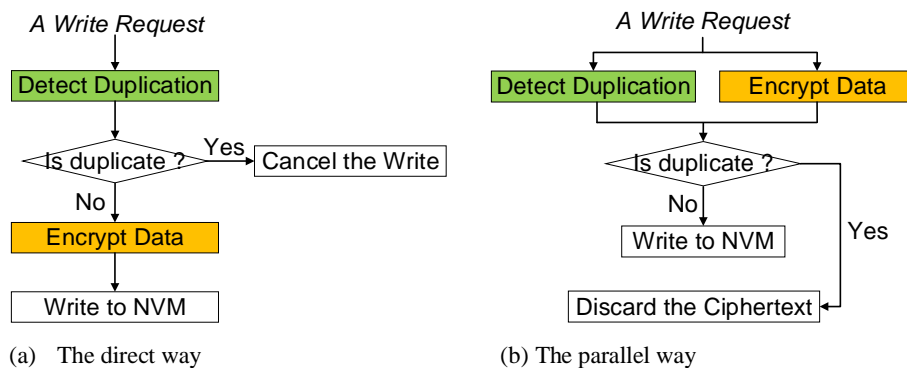 A Write Request
Detect Duplication
Is duplicate ?
Yes
Cancel the Write
No
Encrypt Data
Write to NVM
(a) The direct way
A Write Request
Detect Duplication
Encrypt Data
Is duplicate ?
No
Yes
Write to NVM
Discard the Ciphertext
(b) The parallel way